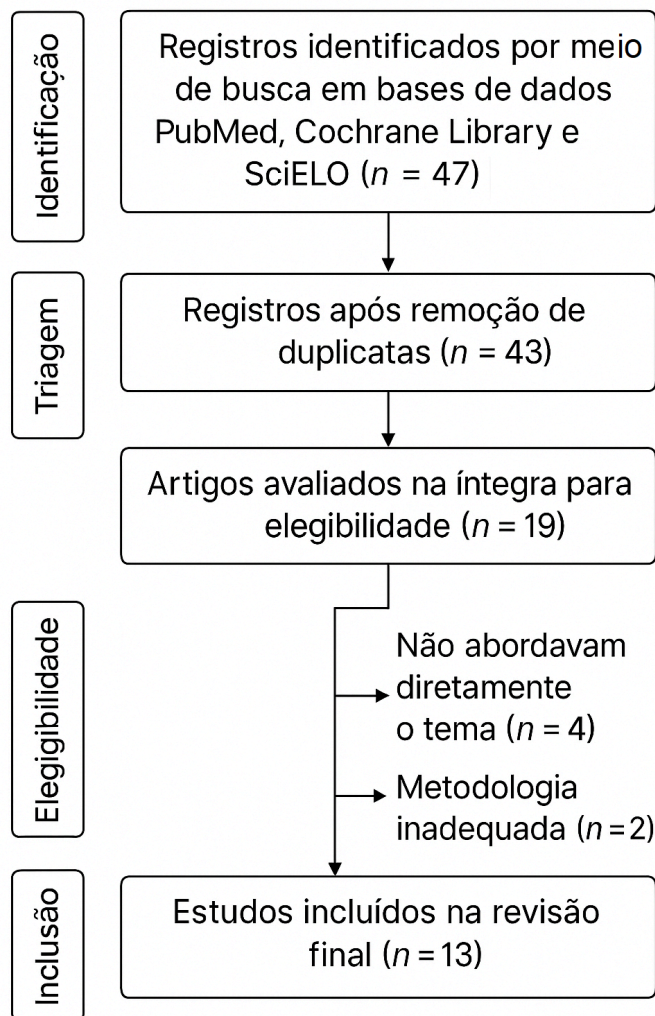 Identificação
Registros identificados por meio
de busca em bases de dados
PubMed, Cochrane Library e
SciELO (n = 47)
Triagem
Registros após remoção de
duplicatas (n = 43)
Artigos avaliados na íntegra para
elegibilidade (n = 19)
Elegigibilidade
Não abordavam
diretamente
o tema (n = 4)
Metodologia
inadequada (n = 2)
Inclusão
Estudos incluídos na revisão
final (n = 13)